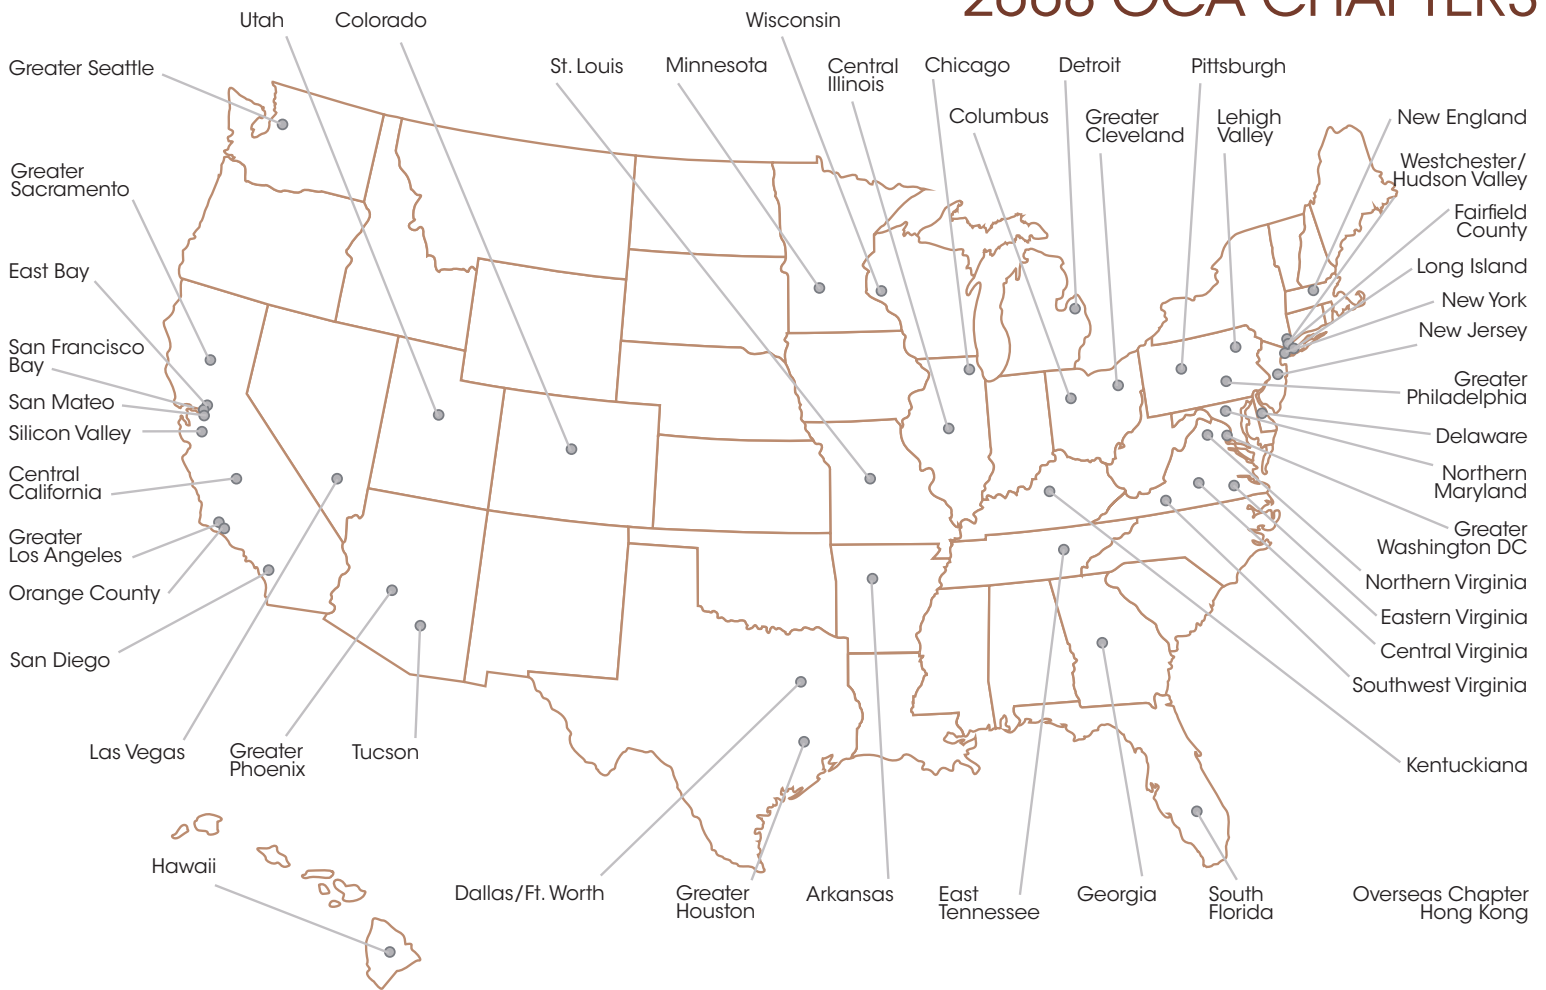 2008 OCA CHAPTERS
Utah
Colorado
Wisconsin
Greater Seattle
St. Louis
Minnesota
Central
Illinois
Chicago
Detroit
Pittsburgh
Columbus
Greater
Cleveland
Lehigh
Valley
New England
Westchester/
Hudson Valley
Greater
Sacramento
Fairfield
County
East Bay
Long Island
New York
New Jersey
San Francisco
Bay
Greater
Philadelphia
San Mateo
Silicon Valley
Delaware
Central
California
Northern
Maryland
Greater
Los Angeles
Greater
Washington DC
Orange County
Northern Virginia
Eastern Virginia
Central Virginia
San Diego
Southwest Virginia
Las Vegas
Greater
Phoenix
Tucson
Kentuckiana
Hawaii
Dallas/Ft. Worth
Greater
Houston
Arkansas
East
Tennessee
Georgia
South
Florida
Overseas Chapter
Hong Kong